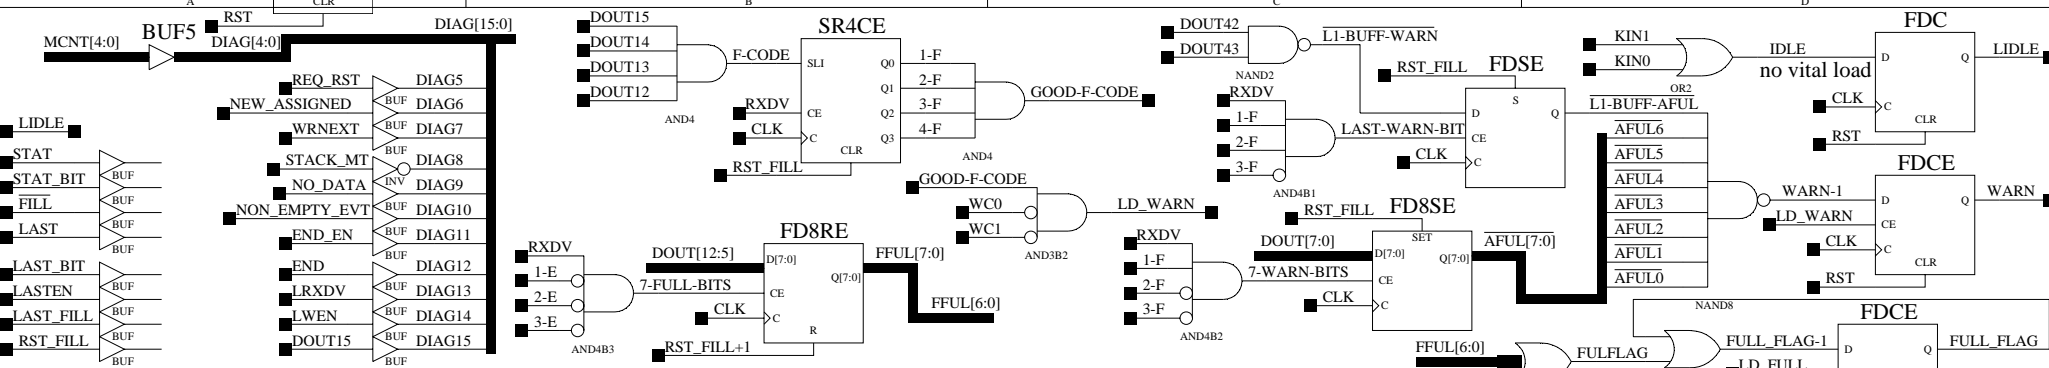 A
B
C
D
CLR
RST
BUF5
MCNT[4:0]
DIAG[4:0]
DIAG[15:0]
REQ_RST
BUF
DIAG5
NEW_ASSIGNED
BUF
DIAG6
WRNEXT
BUF
DIAG7
STACK_MT
INV
DIAG8
NO_DATA
BUF
DIAG9
NON_EMPTY_EVT
BUF
DIAG10
END_EN
BUF
DIAG11
END
BUF
DIAG12
LRXDV
BUF
DIAG13
LWEN
BUF
DIAG14
DOUT15
BUF
DIAG15
LIDLE
STAT
BUF
STAT_BIT
BUF
FILL
BUF
LAST
BUF
LAST_BIT
BUF
LASTEN
BUF
LAST_FILL
BUF
RST_FILL
BUF
DOUT15
DOUT14
DOUT13
DOUT12
AND4
F-CODE
SR4CE
SLI
CE
C
CLR
Q0
Q1
Q2
Q3
RXDV
CLK
RST_FILL
1-F
2-F
3-F
4-F
AND4
GOOD-F-CODE
GOOD-F-CODE
WC0
WC1
AND3B2
LD_WARN
RXDV
1-E
2-E
3-E
AND4B3
7-FULL-BITS
DOUT[12:5]
CLK
RST_FILL+1
FD8RE
D[7:0]
Q[7:0]
CE
C
R
FFUL[7:0]
FFUL[6:0]
DOUT42
DOUT43
NAND2
L1-BUFF-WARN
RST_FILL
RXDV
1-F
2-F
3-F
AND4B1
LAST-WARN-BIT
CLK
FDSE
S
D
CE
C
Q
L1-BUFF-AFUL
RST_FILL
FD8SE
SET
D[7:0]
Q[7:0]
CE
C
DOUT[7:0]
RXDV
1-F
2-F
3-F
AND4B2
7-WARN-BITS
CLK
AFUL[7:0]
AFUL6
AFUL5
AFUL4
AFUL3
AFUL2
AFUL1
AFUL0
NAND8
WARN-1
KIN1
KIN0
OR2
IDLE
no vital load
CLK
RST
FDC
D
Q
C
CLR
LIDLE
FDCE
D
Q
CE
C
CLR
LD_WARN
CLK
RST
WARN
FFUL[6:0]
FULFLAG
FULL_FLAG-1
LD_FULL
FDCE
D
Q
FULL_FLAG